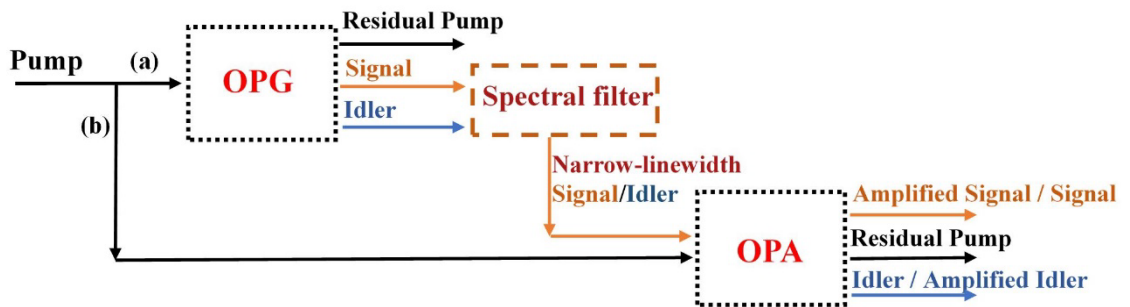 Residual Pump
Pump
(a)
OPG
Signal
Idler
Spectral filter
(b)
Narrow-linewidth
Signal/Idler
OPA
Amplified Signal / Signal
Residual Pump
Idler / Amplified Idler